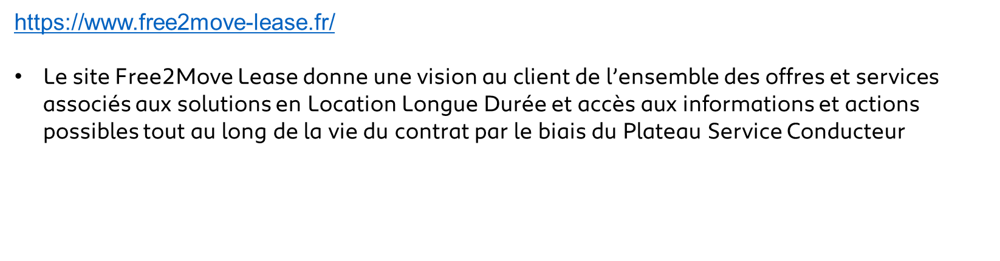 https://www.free2move-lease.fr/
• Le site Free2Move Lease donne une vision au client de l’ensemble des offres et services
associés aux solutions en Location Longue Durée et accès aux informations et actions
possibles tout au long de la vie du contrat par le biais du Plateau Service Conducteur